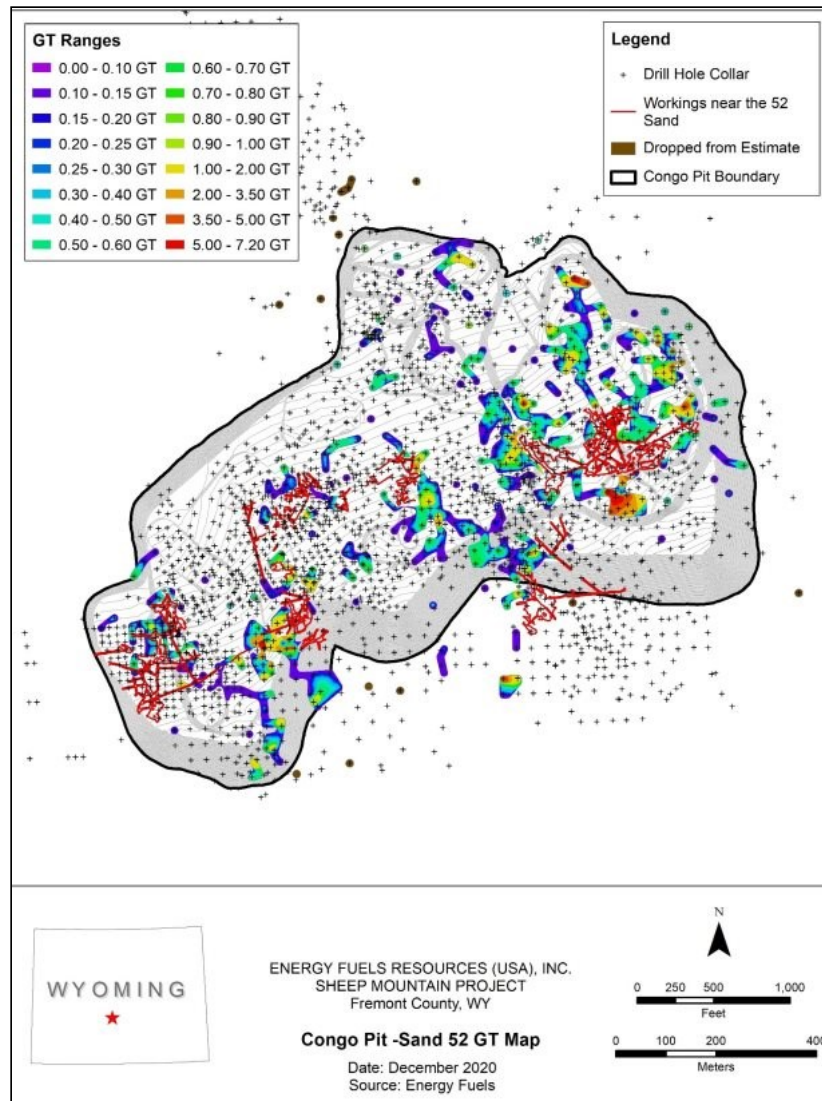 GT Ranges
0.00 - 0.10 GT
0.10 - 0.15 GT
0.15 - 0.20 GT
0.20 - 0.25 GT
0.25 - 0.30 GT
0.30 - 0.40 GT
0.40 - 0.50 GT
0.50 - 0.60 GT
0.60 - 0.70 GT
0.70 - 0.80 GT
0.80 - 0.90 GT
0.90 - 1.00 GT
1.00 - 2.00 GT
2.00 - 3.50 GT
3.50 - 5.00 GT
5.00 - 7.20 GT
Legend
Drill Hole Collar
Workings near the 52
Sand
Dropped from Estimate
Congo Pit Boundary
WYOMING
ENERGY FUELS RESOURCES (USA), INC.
SHEEP MOUNTAIN PROJECT
Fremont County, WY
Congo Pit -Sand 52 GT Map
Date: December 2020
Source: Energy Fuels
N
0 250 500 1,000
Feet
0 100 200 400
Meters